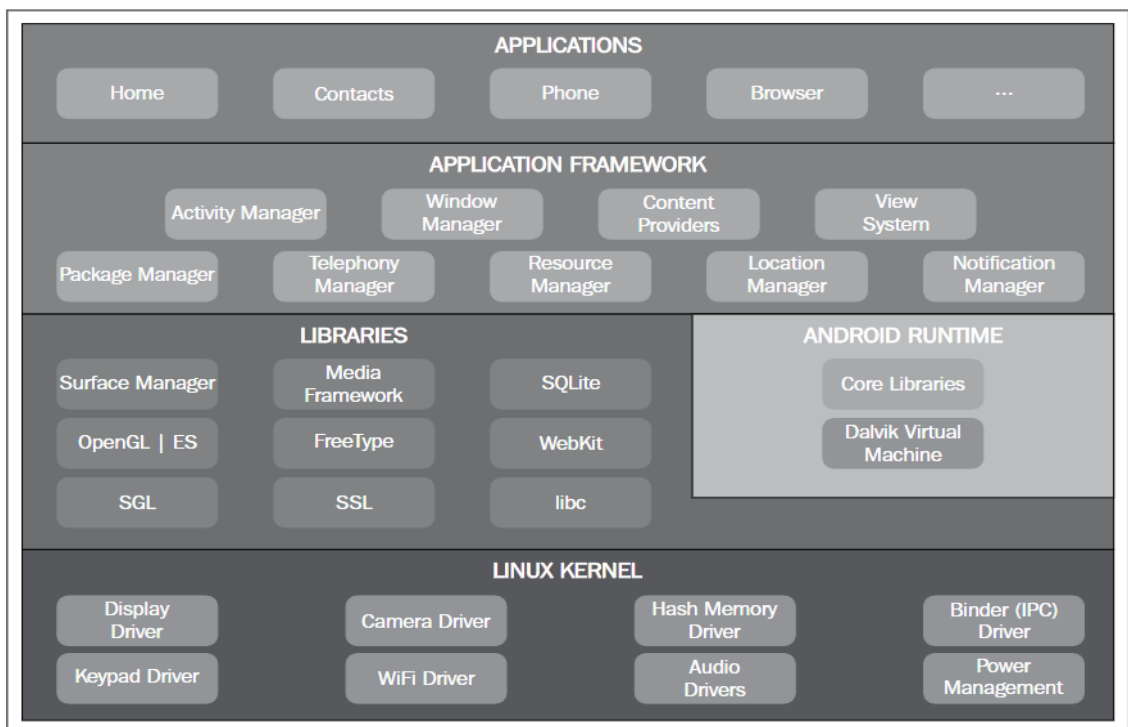 APPLICATIONS
Home
Contacts
Phone
Browser
...
APPLICATION FRAMEWORK
Activity Manager
Window
Manager
Content
Providers
View
System
Package Manager
Telephony
Manager
Resource
Manager
Location
Manager
Notification
Manager
LIBRARIES
Surface Manager
Media
Framework
SQLite
OpenGL | ES
FreeType
WebKit
SGL
SSL
libc
ANDROID RUNTIME
Core Libraries
Dalvik Virtual
Machine
LINUX KERNEL
Display
Driver
Camera Driver
Hash Memory
Driver
Binder (IPC)
Driver
Keypad Driver
WiFi Driver
Audio
Drivers
Power
Management